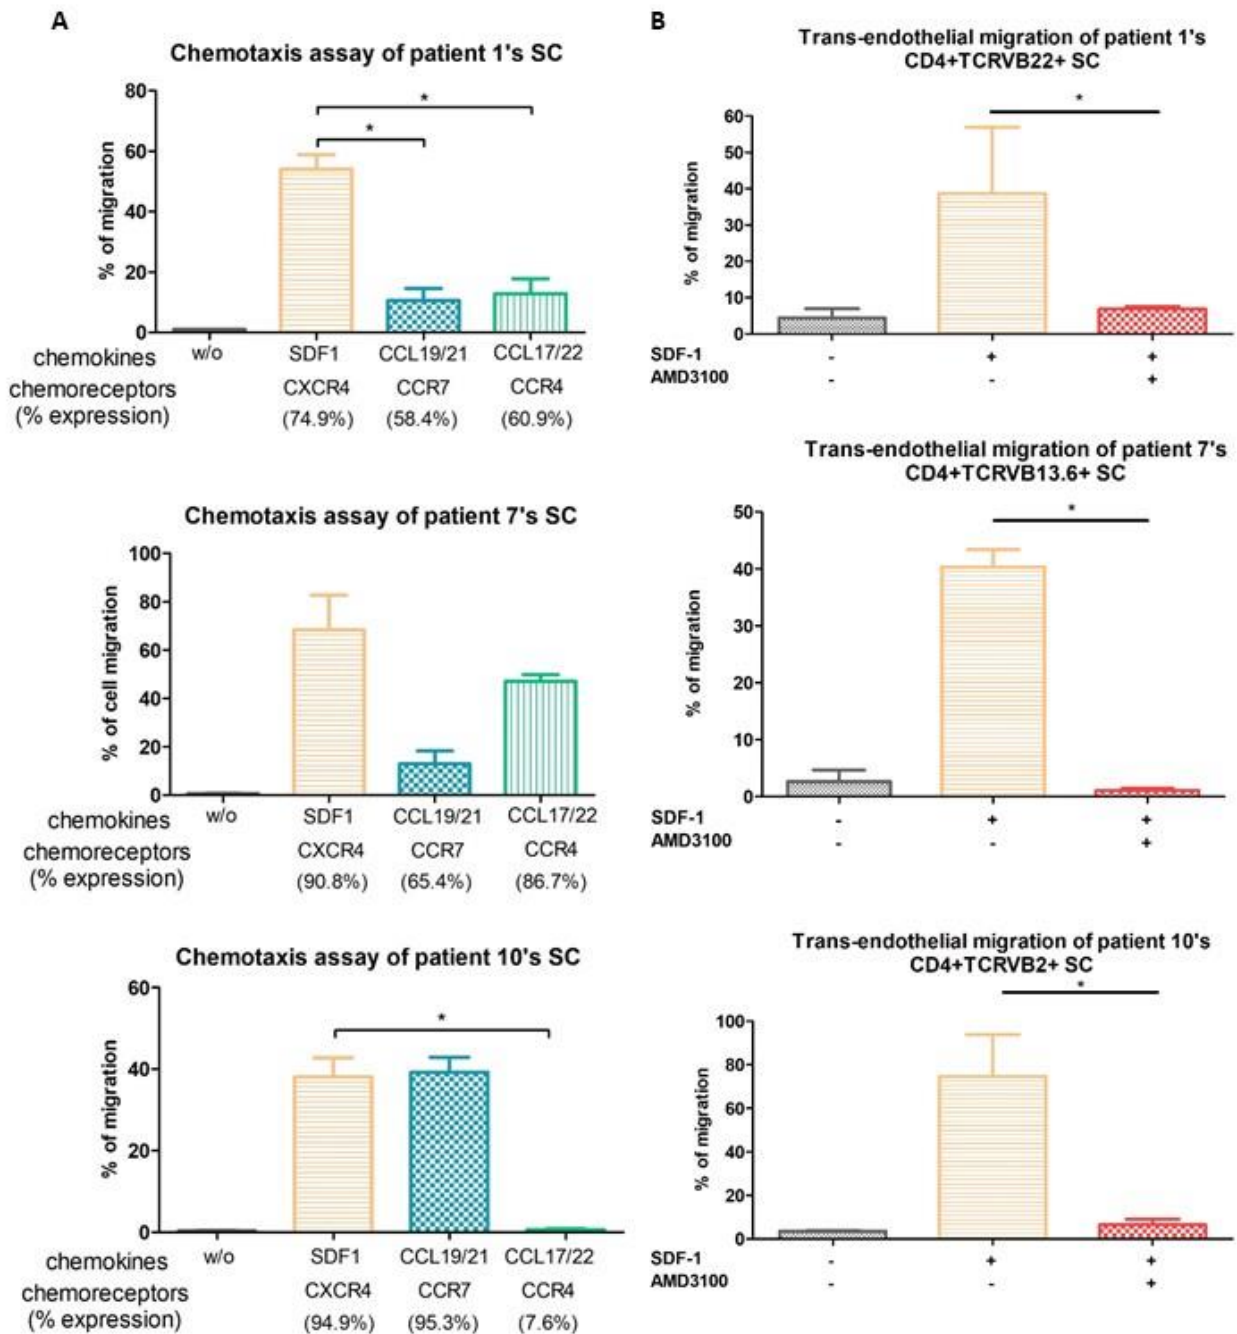 A
Chemotaxis assay of patient 1's SC
80
60
40
20
0
% of migration
*
*
chemokines w/o SDF1 CCL19/21 CCL17/22
chemoreceptors CXCR4 CCR7 CCR4
(% expression) (74.9%) (58.4%) (60.9%)
Chemotaxis assay of patient 7's SC
100
80
60
40
20
0
% of cell migration
chemokines w/o SDF1 CCL19/21 CCL17/22
chemoreceptors CXCR4 CCR7 CCR4
(% expression) (90.8%) (65.4%) (86.7%)
Chemotaxis assay of patient 10's SC
60
40
20
0
% of migration
*
chemokines w/o SDF1 CCL19/21 CCL17/22
chemoreceptors CXCR4 CCR7 CCR4
(% expression) (94.9%) (95.3%) (7.6%)
B
Trans-endothelial migration of patient 1's
CD4+TCRVB22+ SC
60
50
40
30
20
10
0
% of migration
*
SDF-1 - + +
AMD3100 - - +
Trans-endothelial migration of patient 7's
CD4+TCRVB13.6+ SC
50
40
30
20
10
0
% of migration
*
SDF-1 - + +
AMD3100 - - +
Trans-endothelial migration of patient 10's
CD4+TCRVB2+ SC
100
80
60
40
20
0
% of migration
*
SDF-1 - + +
AMD3100 - - +